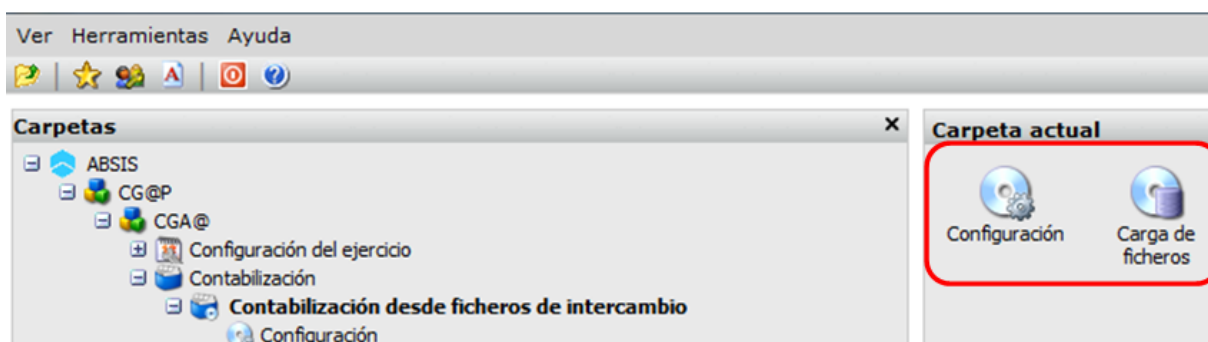 Ver Herramientas Ayuda
Carpetas
ABSIS
CG@P
CGA@
Configuración del ejercicio
Contabilización
Contabilización desde ficheros de intercambio
Configuración
Carpeta actual
Configuración
Carga de
ficheros